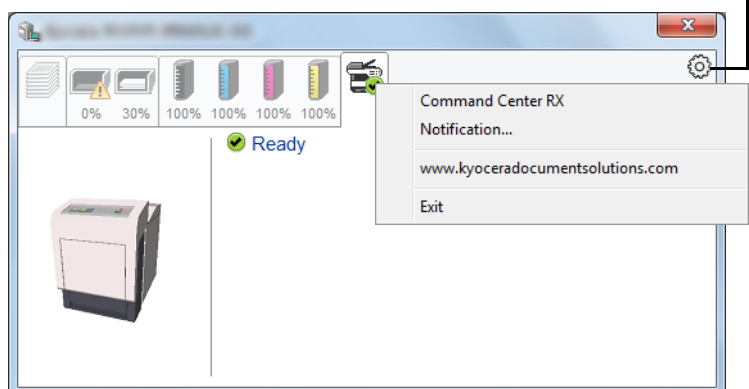 0% 30% 100% 100% 100% 100%
Ready
Command Center RX
Notification...
www.kyoceradocumentsolutions.com
Exit